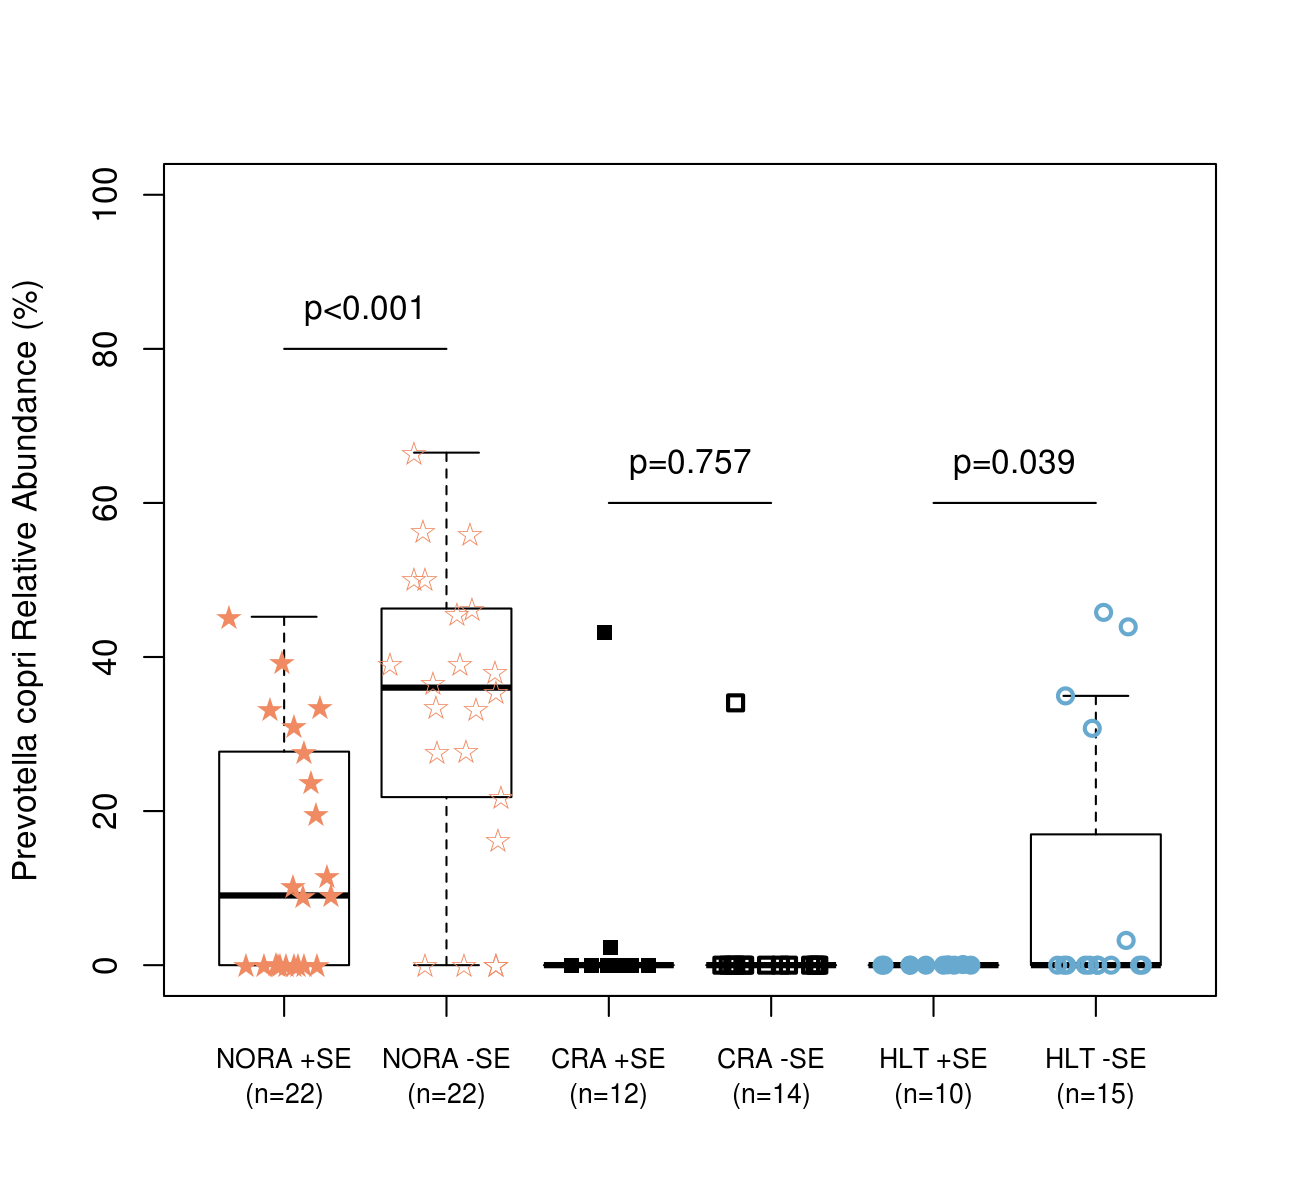 Prevotella copri Relative Abundance (%)
100
80
60
40
20
0
p<0.001
p=0.757
p=0.039
NORA +SE
(n=22)
NORA -SE
(n=22)
CRA +SE
(n=12)
CRA -SE
(n=14)
HLT +SE
(n=10)
HLT -SE
(n=15)